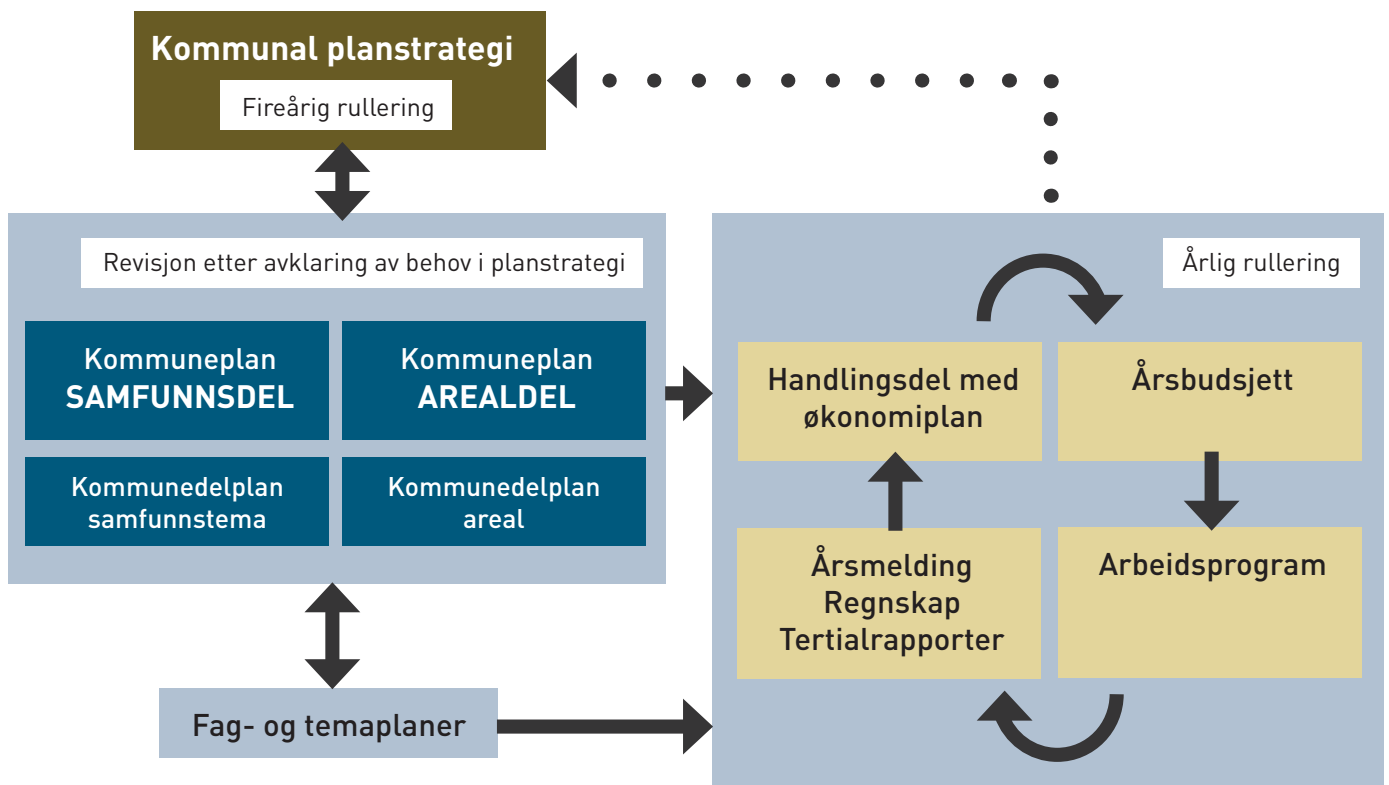 Kommunal planstrategi
Fireårig rullering
Revisjon etter avklaring av behov i planstrategi
Kommuneplan
SAMFUNNSDEL
Kommuneplan
AREALDEL
Kommunedelplan
samfunnstema
Kommunedelplan
areal
Fag- og temaplaner
Årlig rullering
Handlingsdel med
økonomiplan
Årsbudsjett
Årsmelding
Regnskap
Tertialrapporter
Arbeidsprogram